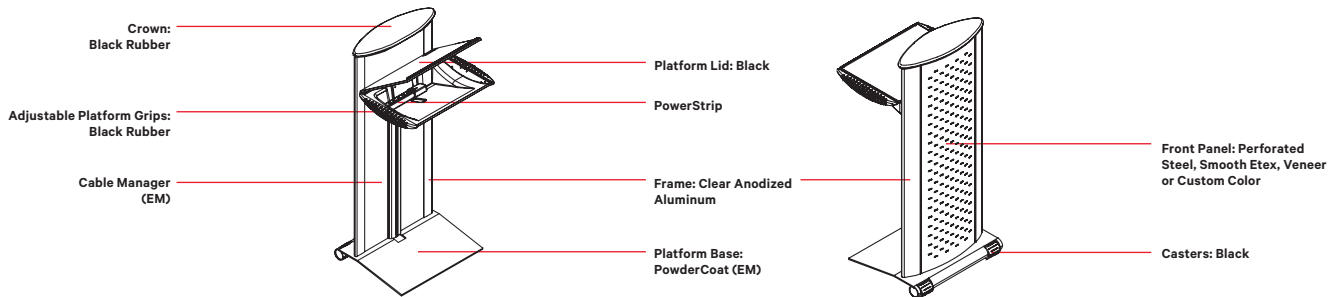 Crown:
Black Rubber
Adjustable Platform Grips:
Black Rubber
Cable Manager
(EM)
Platform Lid: Black
PowerStrip
Frame: Clear Anodized
Aluminum
Platform Base:
PowderCoat (EM)
Front Panel: Perforated
Steel, Smooth Etex, Veneer
or Custom Color
Casters: Black